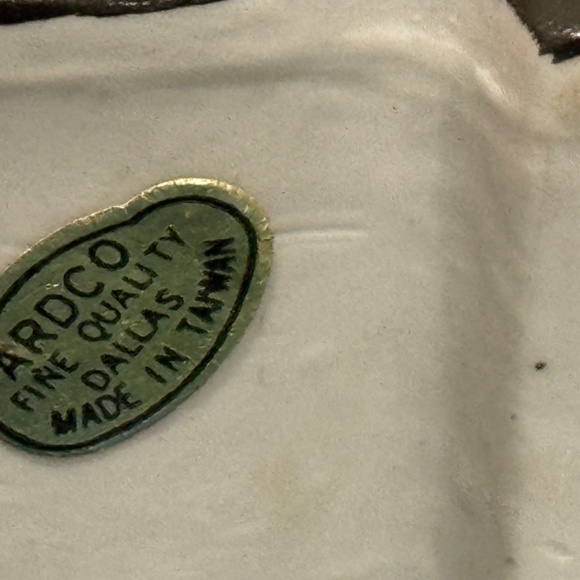 ARDCO
FINE QUALITY
DALLAS
MADE IN TAIWAN